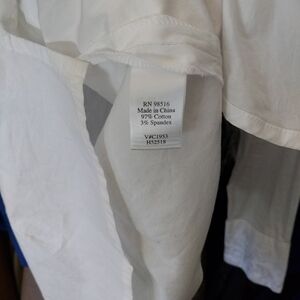 RN 98516
Made in China
97% Cotton
3% Spandex
V#C1953
H52518